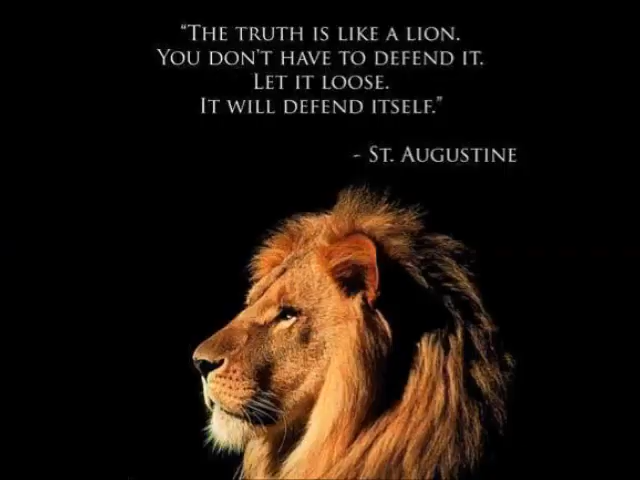 “The truth is like a lion.
You don’t have to defend it.
Let it loose.
It will defend itself.”
- St. Augustine